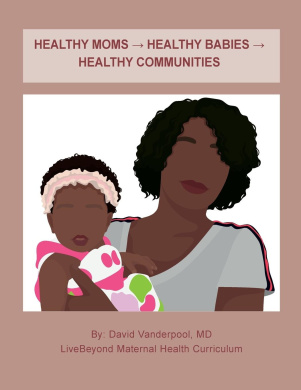 HEALTHY MOMS → HEALTHY BABIES →
HEALTHY COMMUNITIES
By: David Vanderpool, MD
LiveBeyond Maternal Health Curriculum